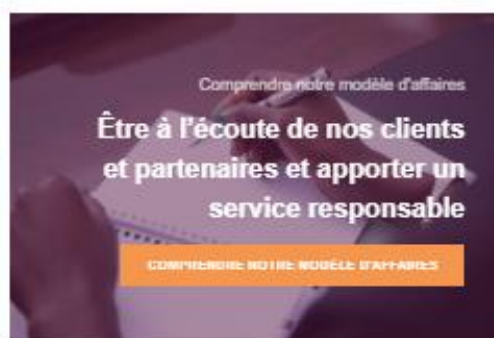 Comprendre notre modèle d'affaires
Être à l'écoute de nos clients
et partenaires et apporter un
service responsable
COMPRENDRE NOTRE MODÈLE D'AFFAIRES